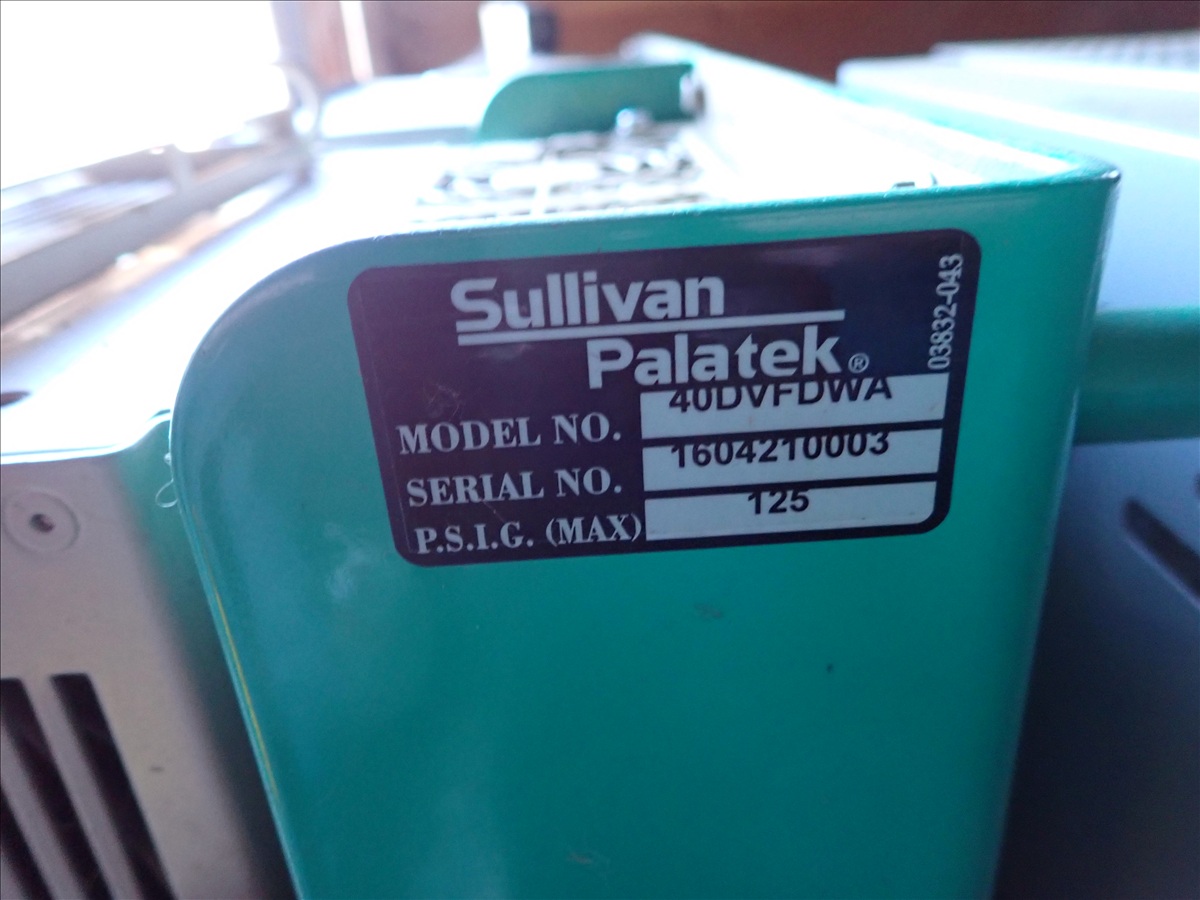 Sullivan
Palatek®
03832-043
MODEL NO. 40DVFDWA
SERIAL NO. 1604210003
P.S.I.G. (MAX) 125